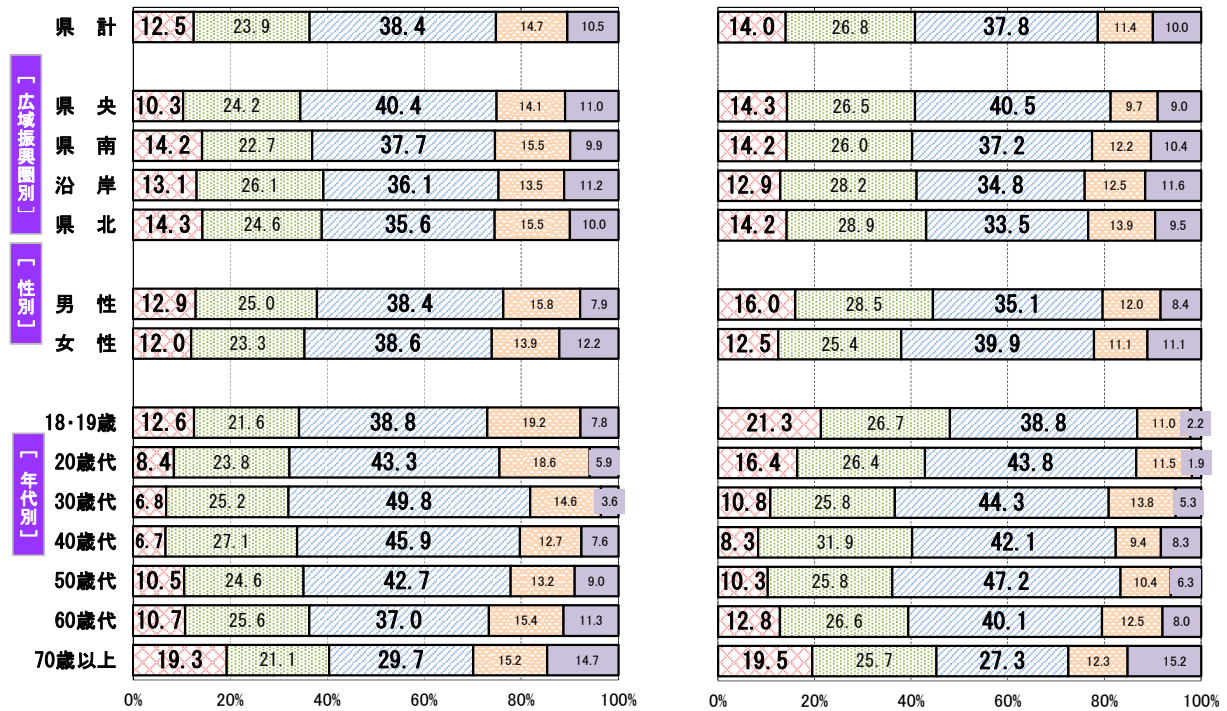 県 計 12.5 23.9 38.4 14.7 10.5 14.0 26.8 37.8 11.4 10.0
[広域振興圏別]
県 央 10.3 24.2 40.4 14.1 11.0 14.3 26.5 40.5 9.7 9.0
県 南 14.2 22.7 37.7 15.5 9.9 14.2 26.0 37.2 12.2 10.4
沿 岸 13.1 26.1 36.1 13.5 11.2 12.9 28.2 34.8 12.5 11.6
県 北 14.3 24.6 35.6 15.5 10.0 14.2 28.9 33.5 13.9 9.5
[性別]
男 性 12.9 25.0 38.4 15.8 7.9 16.0 28.5 35.1 12.0 8.4
女 性 12.0 23.3 38.6 13.9 12.2 12.5 25.4 39.9 11.1 11.1
[年代別]
18・19歳 12.6 21.6 38.8 19.2 7.8 21.3 26.7 38.8 11.0 2.2
20歳代 8.4 23.8 43.3 18.6 5.9 16.4 26.4 43.8 11.5 1.9
30歳代 6.8 25.2 49.8 14.6 3.6 10.8 25.8 44.3 13.8 5.3
40歳代 6.7 27.1 45.9 12.7 7.6 8.3 31.9 42.1 9.4 8.3
50歳代 10.5 24.6 42.7 13.2 9.0 10.3 25.8 47.2 10.4 6.3
60歳代 10.7 25.6 37.0 15.4 11.3 12.8 26.6 40.1 12.5 8.0
70歳以上 19.3 21.1 29.7 15.2 14.7 19.5 25.7 27.3 12.3 15.2
0% 20% 40% 60% 80% 100% 0% 20% 40% 60% 80% 100%